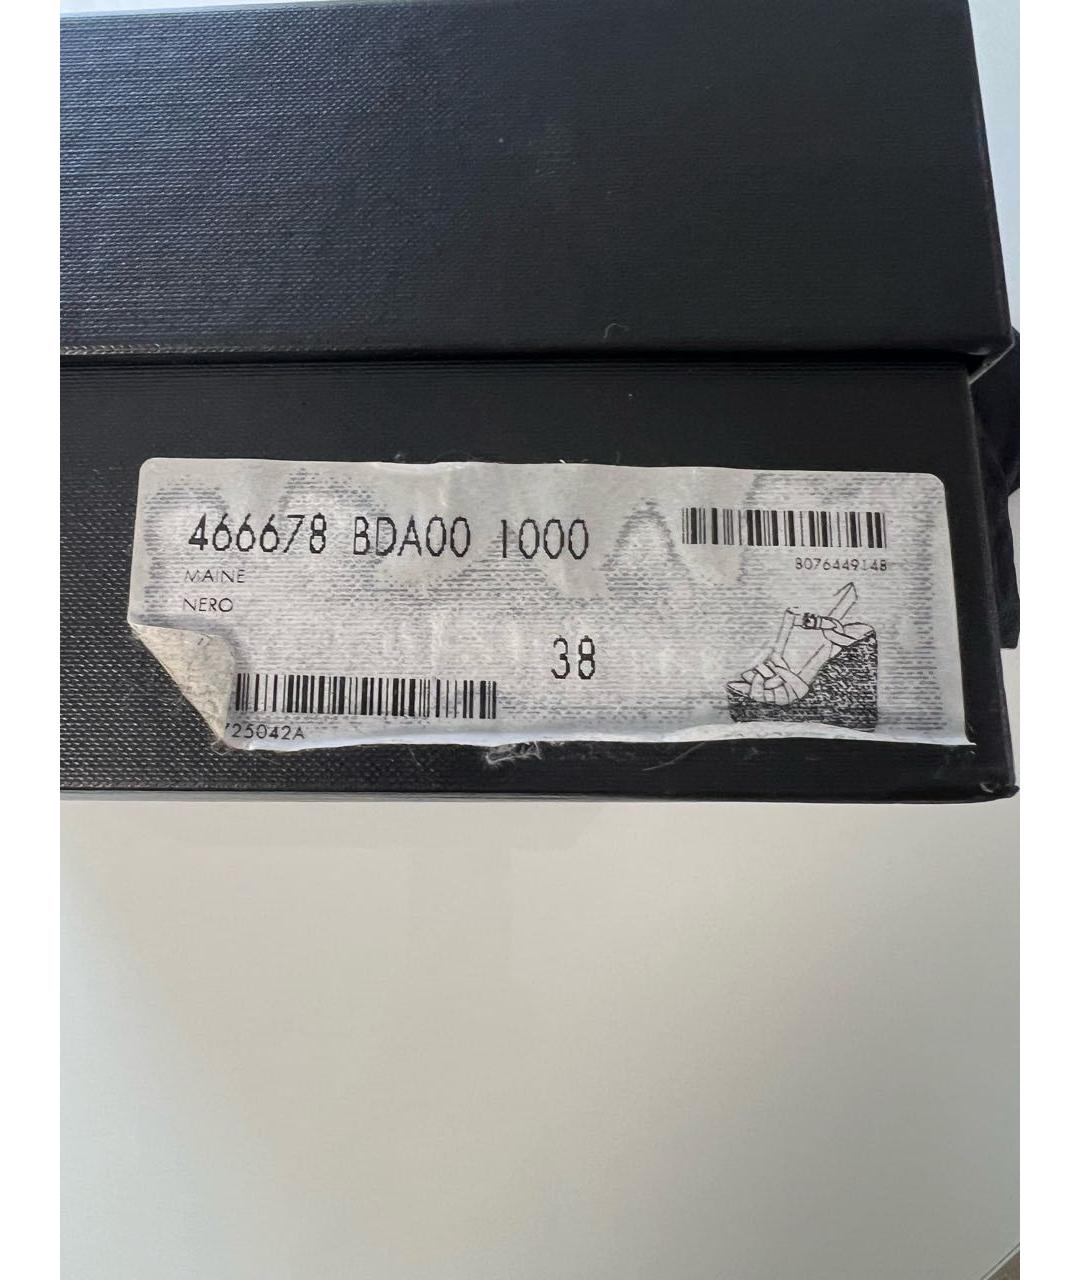 466678 BDA00 1000
8076449148
MAINE
NERO
38
725042A